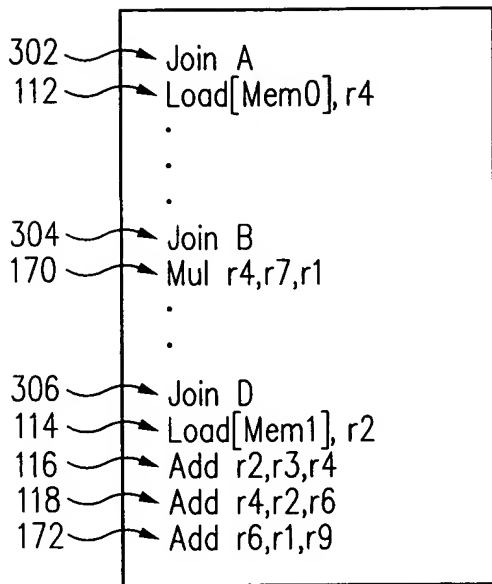 302 Join A
112 Load[Mem0], r4
.
.
.
304 Join B
170 Mul r4,r7,r1
.
.
306 Join D
114 Load[Mem1], r2
116 Add r2,r3,r4
118 Add r4,r2,r6
172 Add r6,r1,r9